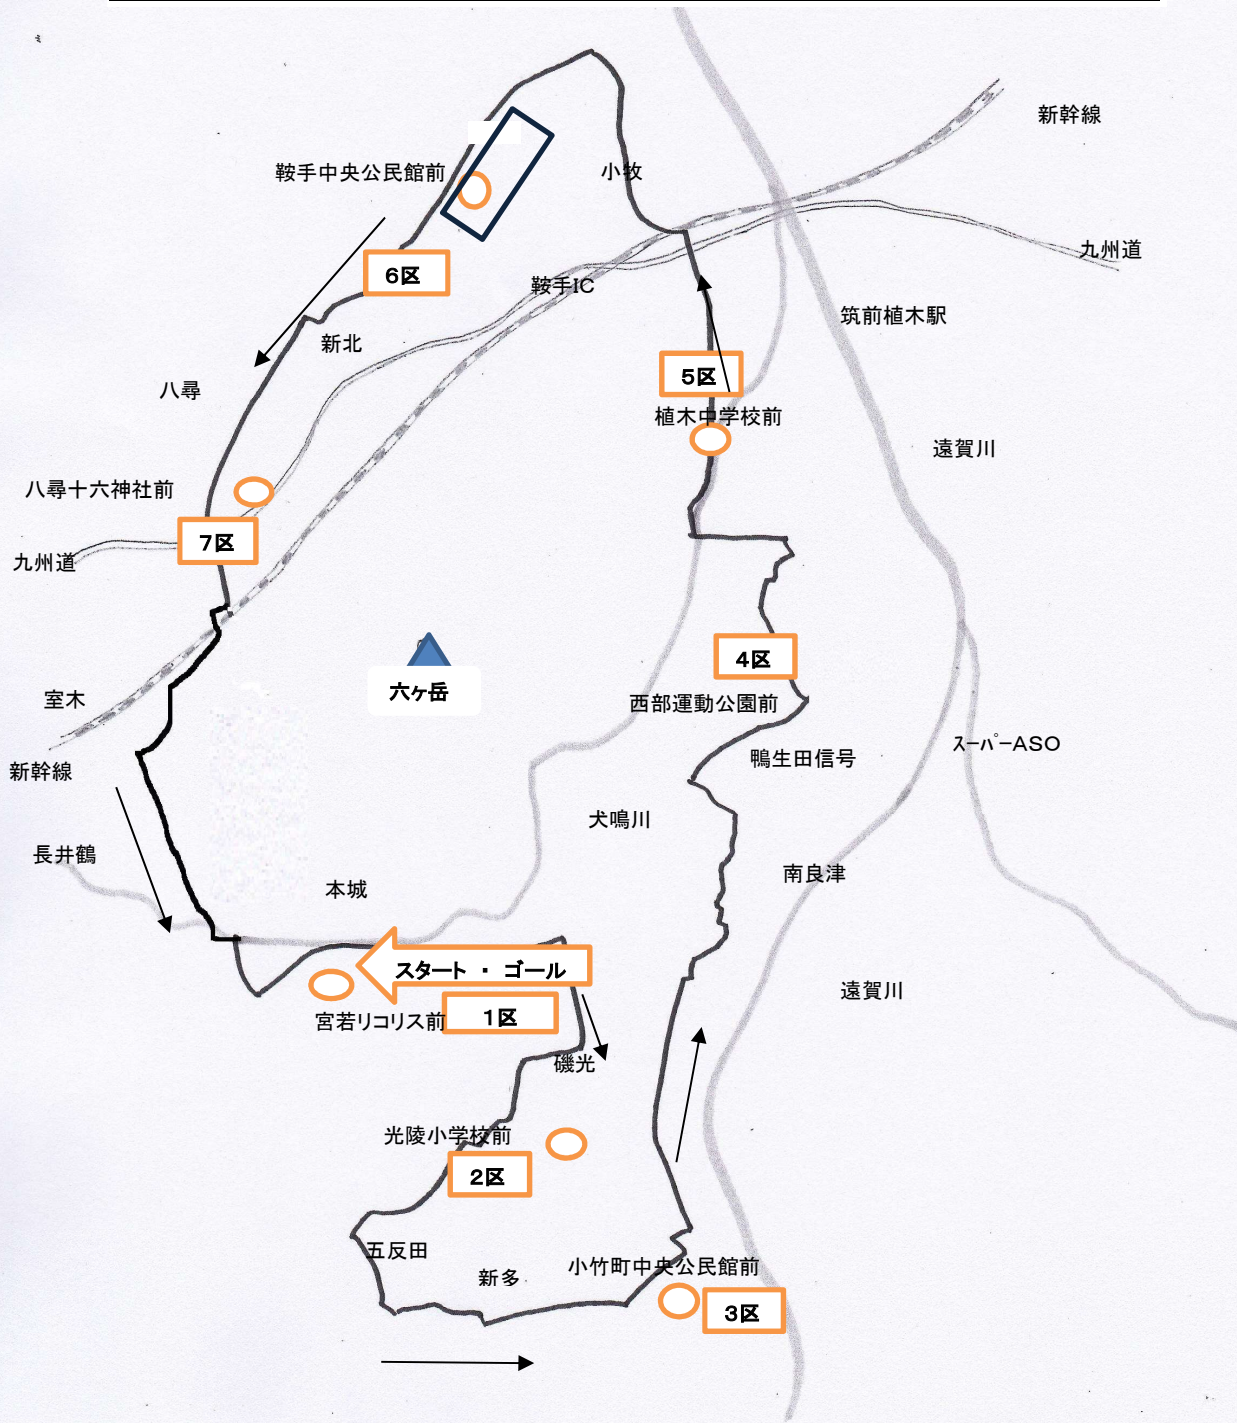 新幹線
鞍手中央公民館前
小牧
九州道
6区
鞍手IC
筑前植木駅
新北
八尋
5区
植木中学校前
遠賀川
八尋十六神社前
7区
九州道
4区
六ヶ岳
室木
西部運動公園前
スーパーASO
鴨生田信号
新幹線
犬鳴川
長井鶴
南良津
本城
スタート ・ ゴール
遠賀川
宮若リコリス前
1区
磯光
光陵小学校前
2区
五反田
小竹町中央公民館前
新多
3区